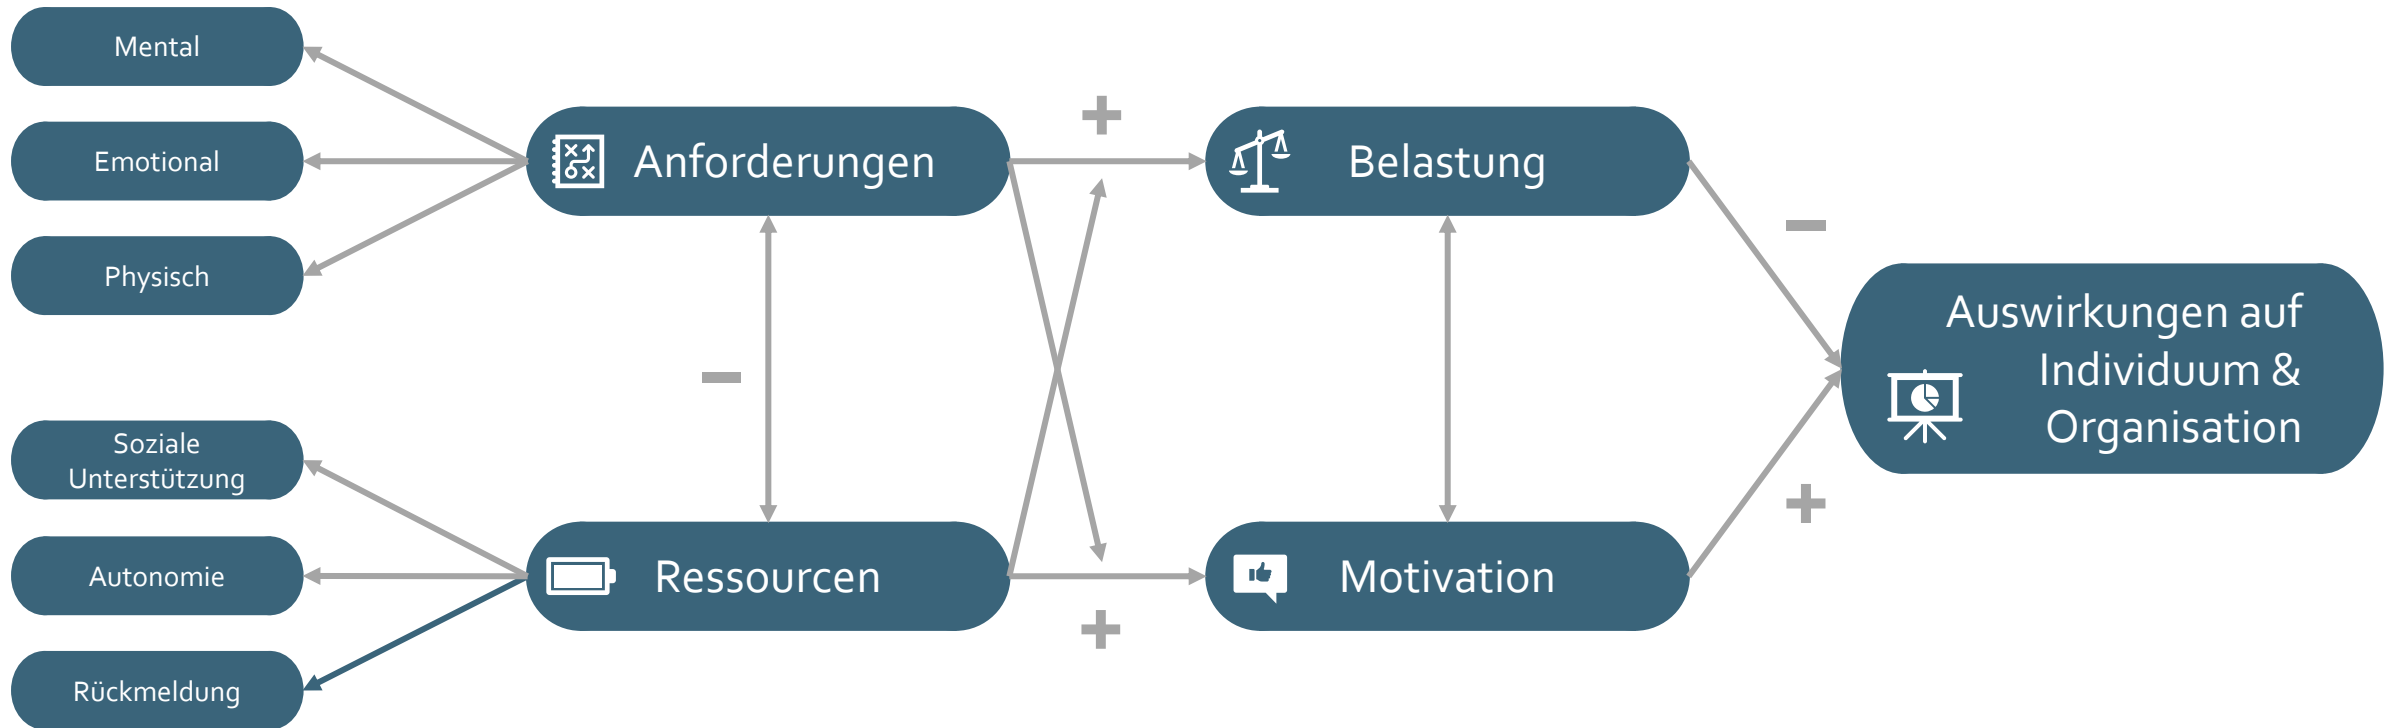 Mental
Emotional
Physisch
Soziale
Unterstützung
Autonomie
Rückmeldung
Anforderungen
Ressourcen
+
−
+
Belastung
Motivation
−
+
Auswirkungen auf
Individuum &
Organisation